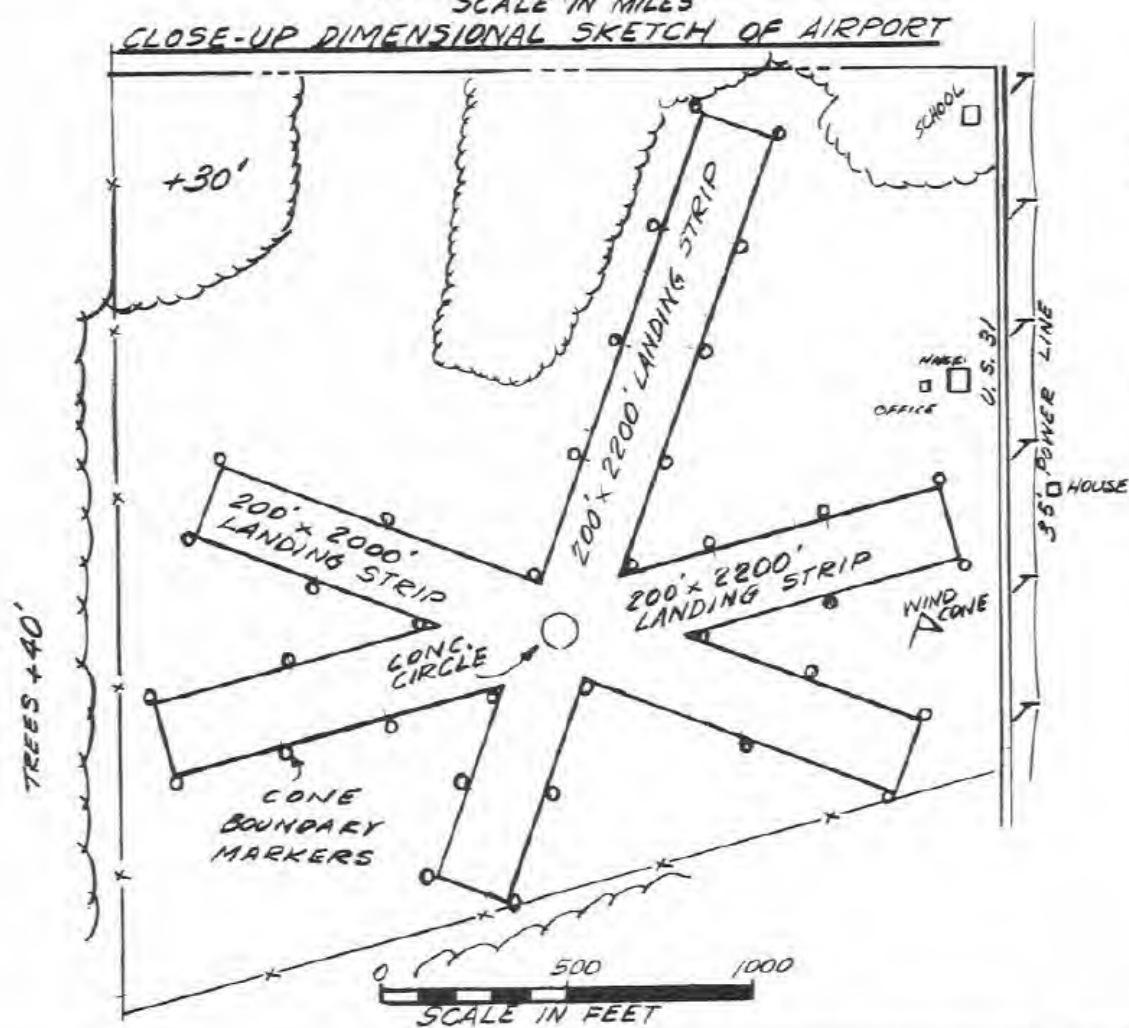 SCALE IN MILES
CLOSE-UP DIMENSIONAL SKETCH OF AIRPORT
+30'
SCHOOL
200' x 2200' LANDING STRIP
U.S. 31
OFFICE
35' POWER LINE
HOUSE
200' x 2000'
LANDING STRIP
200' x 2200'
LANDING STRIP
WIND
CONE
CONC.
CIRCLE
TREES +40'
CONE
BOUNDARY
MARKERS
0 500 1000
SCALE IN FEET